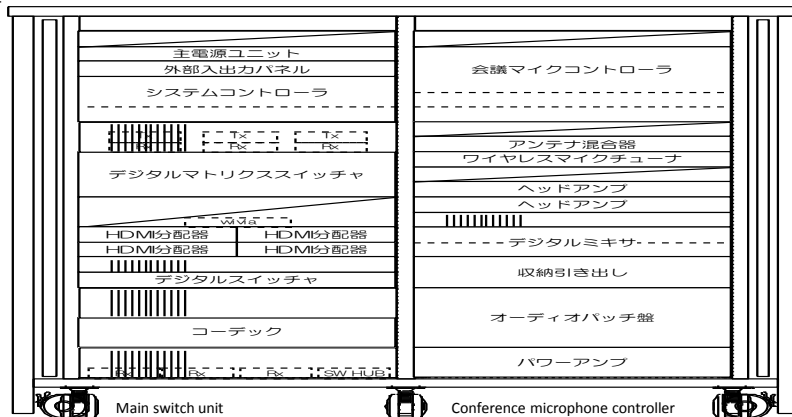 主電源ユニット
外部入出力パネル
システムコントローラ
Tx Tx Tx
Rx Rx Rx
デジタルマトリクススイッチャ
wivia
HDMI分配器 HDMI分配器
HDMI分配器 HDMI分配器
デジタルスイッチャ
コーデック
Rx Rx Rx SW HUB
Main switch unit
会議マイクコントローラ
アンテナ混合器
ワイヤレスマイクチューナ
ヘッドアンプ
ヘッドアンプ
デジタルミキサ
収納引き出し
オーディオパッチ盤
パワーアンプ
Conference microphone controller